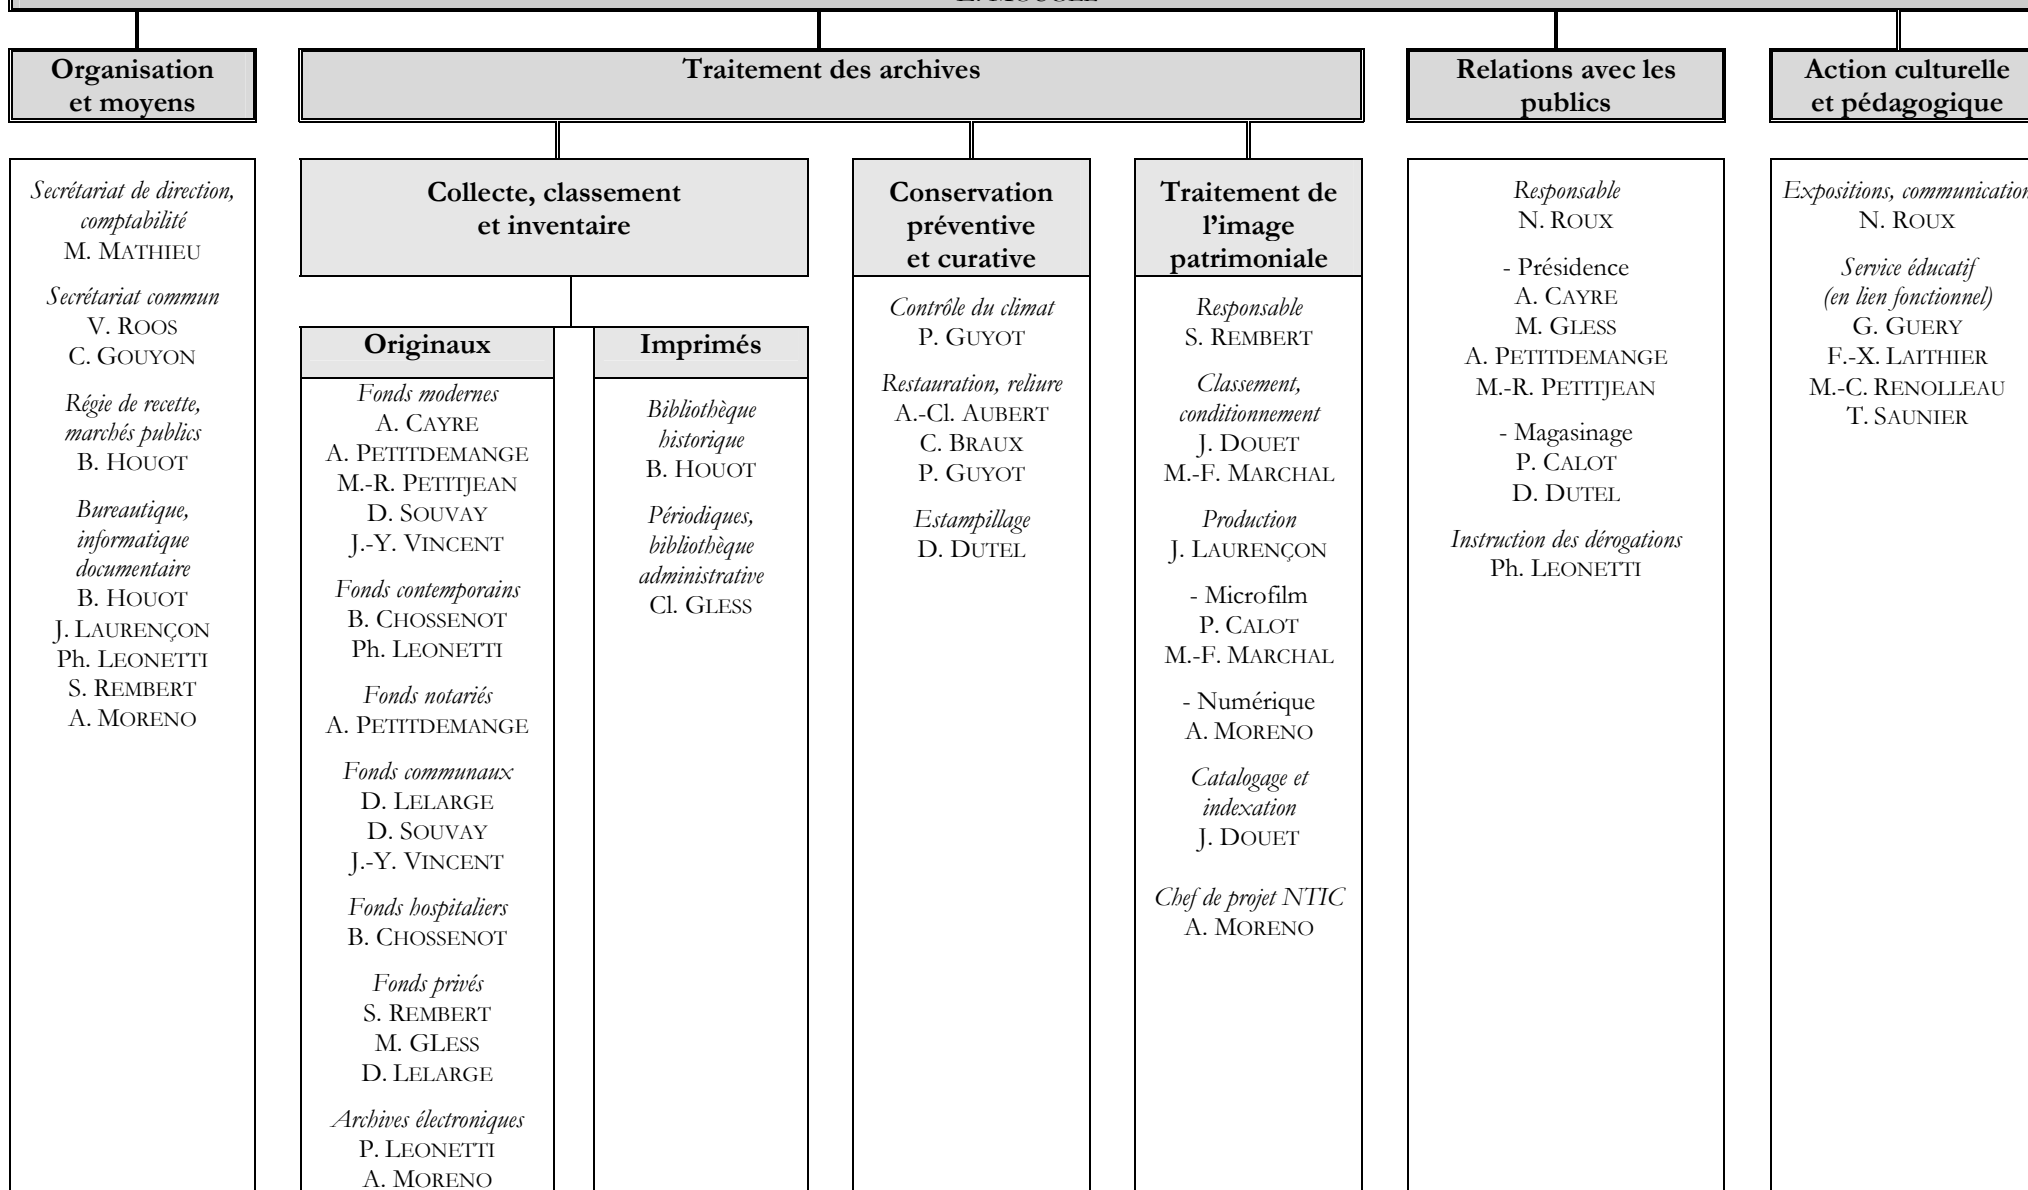 Organisation
et moyens
Traitement des archives
Relations avec les
publics
Action culturelle
et pédagogique
Secrétariat de direction,
comptabilité
M. MATHIEU
Secrétariat commun
V. ROOS
C. GOUYON
Régie de recette,
marchés publics
B. HOUOT
Bureautique,
informatique
documentaire
B. HOUOT
J. LAURENÇON
Ph. LEONETTI
S. REMBERT
A. MORENO
Collecte, classement
et inventaire
Originaux
Fonds modernes
A. CAYRE
A. PETITDEMANGE
M.-R. PETITJEAN
D. SOUVAY
J.-Y. VINCENT
Fonds contemporains
B. CHOSSENOT
Ph. LEONETTI
Fonds notariés
A. PETITDEMANGE
Fonds communaux
D. LELARGE
D. SOUVAY
J.-Y. VINCENT
Fonds hospitaliers
B. CHOSSENOT
Fonds privés
S. REMBERT
M. GLESS
D. LELARGE
Archives électroniques
P. LEONETTI
A. MORENO
Imprimés
Bibliothèque
historique
B. HOUOT
Périodiques,
bibliothèque
administrative
Cl. GLESS
Conservation
préventive
et curative
Contrôle du climat
P. GUYOT
Restauration, reliure
A.-Cl. AUBERT
C. BRAUX
P. GUYOT
Estampillage
D. DUTEL
Traitement de
l'image
patrimoniale
Responsable
S. REMBERT
Classement,
conditionnement
J. DOUET
M.-F. MARCHAL
Production
J. LAURENÇON
- Microfilm
P. CALOT
M.-F. MARCHAL
- Numérique
A. MORENO
Catalogage et
indexation
J. DOUET
Chef de projet NTIC
A. MORENO
Responsable
N. ROUX
- Présidence
A. CAYRE
M. GLESS
A. PETITDEMANGE
M.-R. PETITJEAN
- Magasinage
P. CALOT
D. DUTEL
Instruction des dérogations
Ph. LEONETTI
Expositions, communication
N. ROUX
Service éducatif
(en lien fonctionnel)
G. GUERY
F.-X. LAITHIER
M.-C. RENOLLEAU
T. SAUNIER